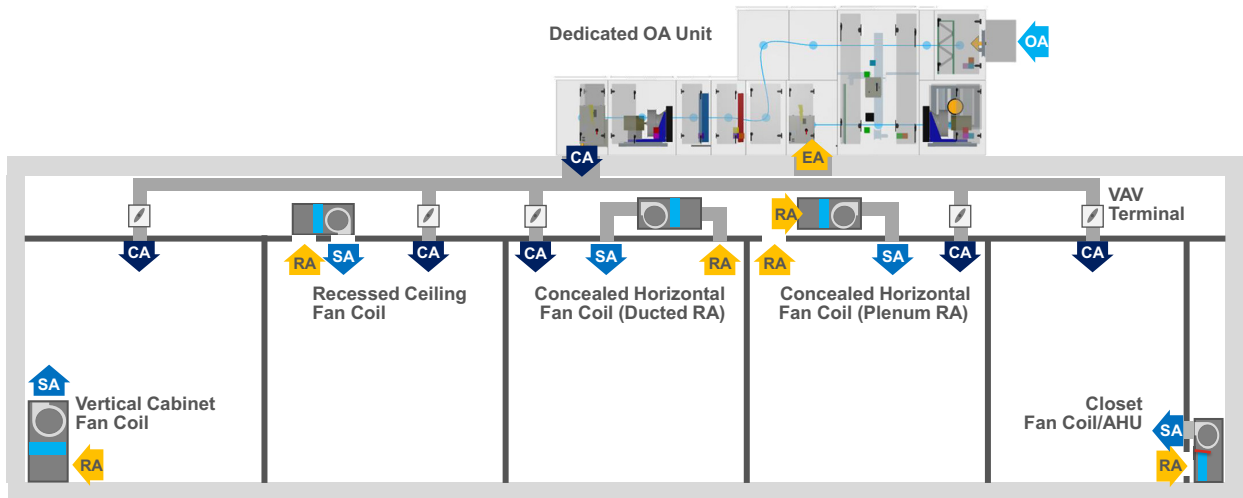 Dedicated OA Unit
OA
CA
EA
VAV
Terminal
RA
CA
RA
SA
CA
CA
SA
RA
RA
SA
CA
CA
Recessed Ceiling
Fan Coil
Concealed Horizontal
Fan Coil (Ducted RA)
Concealed Horizontal
Fan Coil (Plenum RA)
SA
Vertical Cabinet
Fan Coil
RA
Closet
Fan Coil/AHU
SA
RA